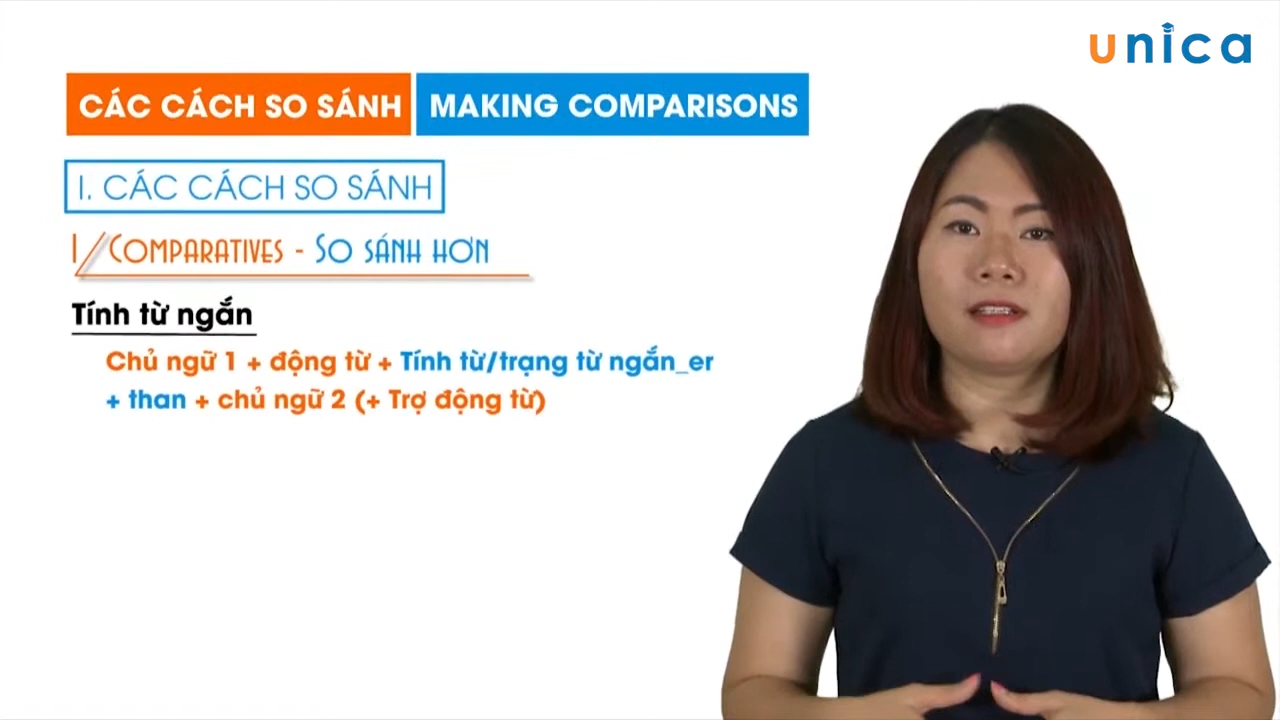 unica
CÁC CÁCH SO SÁNH MAKING COMPARISONS
I. CÁC CÁCH SO SÁNH
1/ COMPARATIVES - SO SÁNH HƠN
Tính từ ngắn
Chủ ngữ 1 + động từ + Tính từ/trạng từ ngắn_er
+ than + chủ ngữ 2 (+ Trợ động từ)